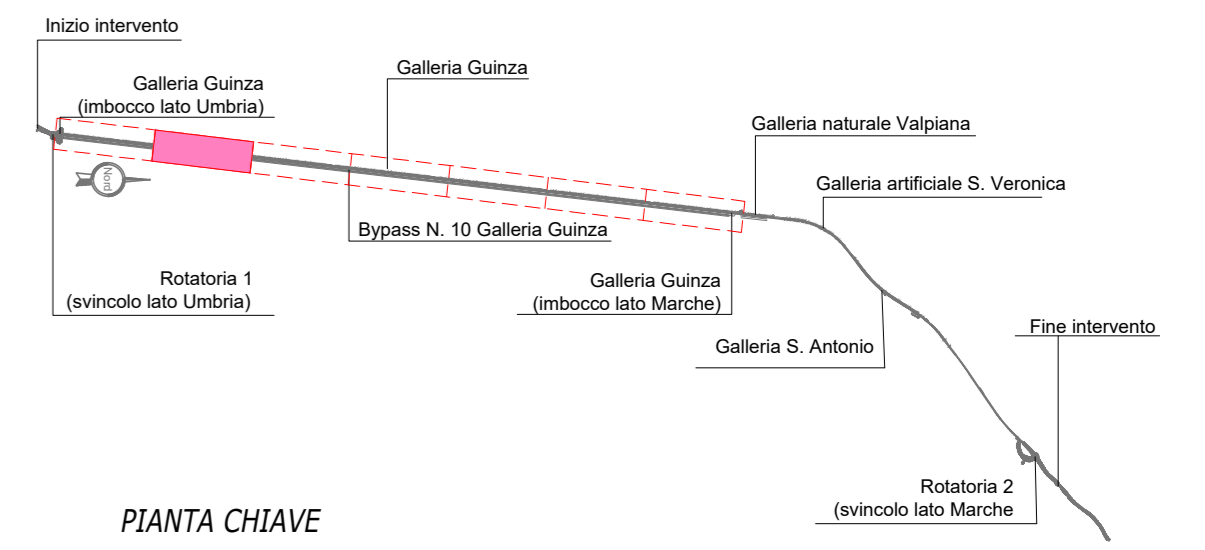 Inizio intervento
Galleria Guinza
(imbocco lato Umbria)
Galleria Guinza
Galleria naturale Valpiana
Galleria artificiale S. Veronica
Nord
Bypass N. 10 Galleria Guinza
Rotatoria 1
(svincolo lato Umbria)
Galleria Guinza
(imbocco lato Marche)
Galleria S. Antonio
Fine intervento
Rotatoria 2
(svincolo lato Marche
PIANTA CHIAVE